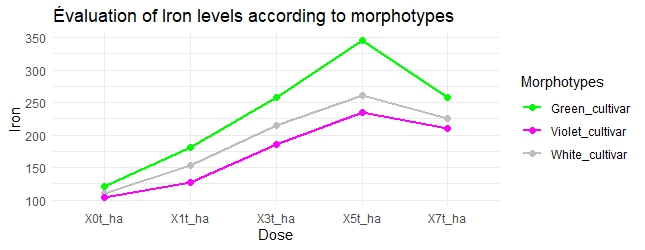 Évaluation of Iron levels according to morphotypes
350
300
250
200
150
100
Iron
X0t_ha X1t_ha X3t_ha X5t_ha X7t_ha
Dose
Morphotypes
Green_cultivar
Violet_cultivar
White_cultivar